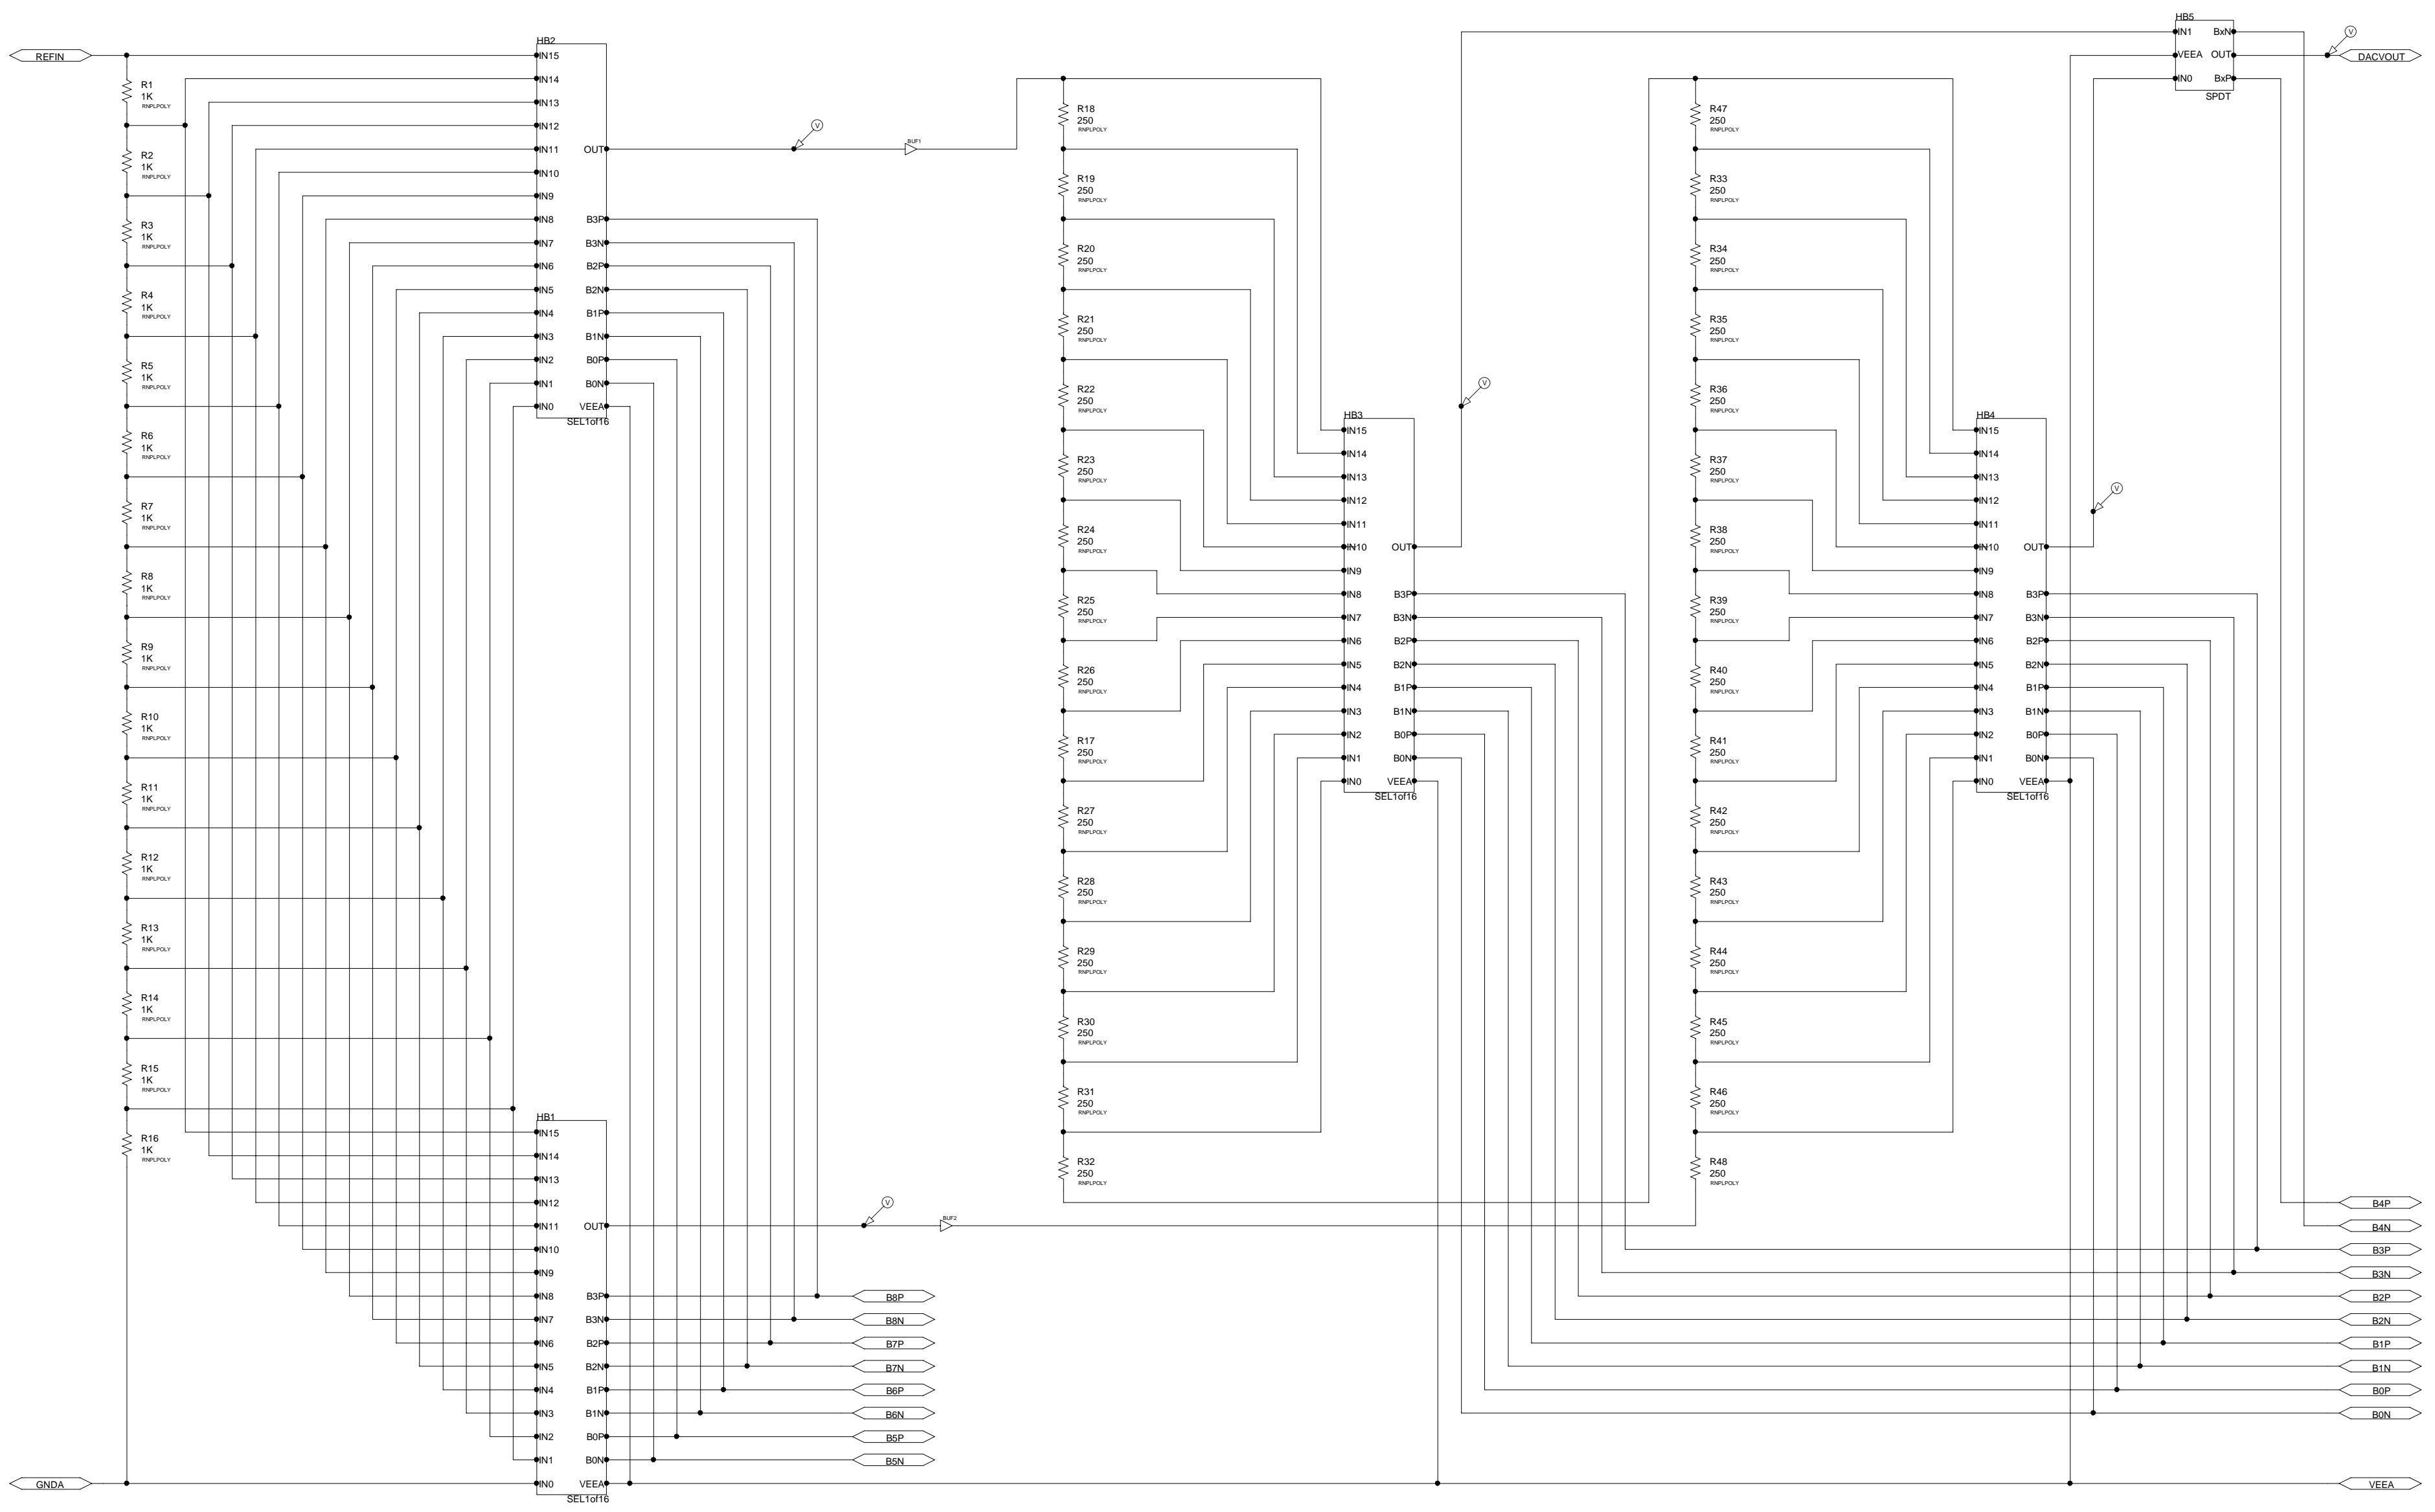 REFIN
R1
1K
RNPLPOLY
R2
1K
RNPLPOLY
R3
1K
RNPLPOLY
R4
1K
RNPLPOLY
R5
1K
RNPLPOLY
R6
1K
RNPLPOLY
R7
1K
RNPLPOLY
R8
1K
RNPLPOLY
R9
1K
RNPLPOLY
R10
1K
RNPLPOLY
R11
1K
RNPLPOLY
R12
1K
RNPLPOLY
R13
1K
RNPLPOLY
R14
1K
RNPLPOLY
R15
1K
RNPLPOLY
R16
1K
RNPLPOLY
GNDA
HB2
IN15
IN14
IN13
IN12
IN11
IN10
IN9
IN8
IN7
IN6
IN5
IN4
IN3
IN2
IN1
IN0
OUT
B3P
B3N
B2P
B2N
B1P
B1N
B0P
B0N
VEEA
SEL1of16
V
BUF1
HB1
IN15
IN14
IN13
IN12
IN11
IN10
IN9
IN8
IN7
IN6
IN5
IN4
IN3
IN2
IN1
IN0
OUT
B3P
B3N
B2P
B2N
B1P
B1N
B0P
B0N
VEEA
SEL1of16
V
BUF2
B8P
B8N
B7P
B7N
B6P
B6N
B5P
B5N
R18
250
RNPLPOLY
R19
250
RNPLPOLY
R20
250
RNPLPOLY
R21
250
RNPLPOLY
R22
250
RNPLPOLY
R23
250
RNPLPOLY
R24
250
RNPLPOLY
R25
250
RNPLPOLY
R26
250
RNPLPOLY
R17
250
RNPLPOLY
R27
250
RNPLPOLY
R28
250
RNPLPOLY
R29
250
RNPLPOLY
R30
250
RNPLPOLY
R31
250
RNPLPOLY
R32
250
RNPLPOLY
HB3
IN15
IN14
IN13
IN12
IN11
IN10
IN9
IN8
IN7
IN6
IN5
IN4
IN3
IN2
IN1
IN0
OUT
B3P
B3N
B2P
B2N
B1P
B1N
B0P
B0N
VEEA
SEL1of16
V
R47
250
RNPLPOLY
R33
250
RNPLPOLY
R34
250
RNPLPOLY
R35
250
RNPLPOLY
R36
250
RNPLPOLY
R37
250
RNPLPOLY
R38
250
RNPLPOLY
R39
250
RNPLPOLY
R40
250
RNPLPOLY
R41
250
RNPLPOLY
R42
250
RNPLPOLY
R43
250
RNPLPOLY
R44
250
RNPLPOLY
R45
250
RNPLPOLY
R46
250
RNPLPOLY
R48
250
RNPLPOLY
HB4
IN15
IN14
IN13
IN12
IN11
IN10
IN9
IN8
IN7
IN6
IN5
IN4
IN3
IN2
IN1
IN0
OUT
B3P
B3N
B2P
B2N
B1P
B1N
B0P
B0N
VEEA
SEL1of16
V
HB5
IN1
VEEA
IN0
BxN
OUT
BxP
SPDT
V
DACVOUT
B4P
B4N
B3P
B3N
B2P
B2N
B1P
B1N
B0P
B0N
VEEA